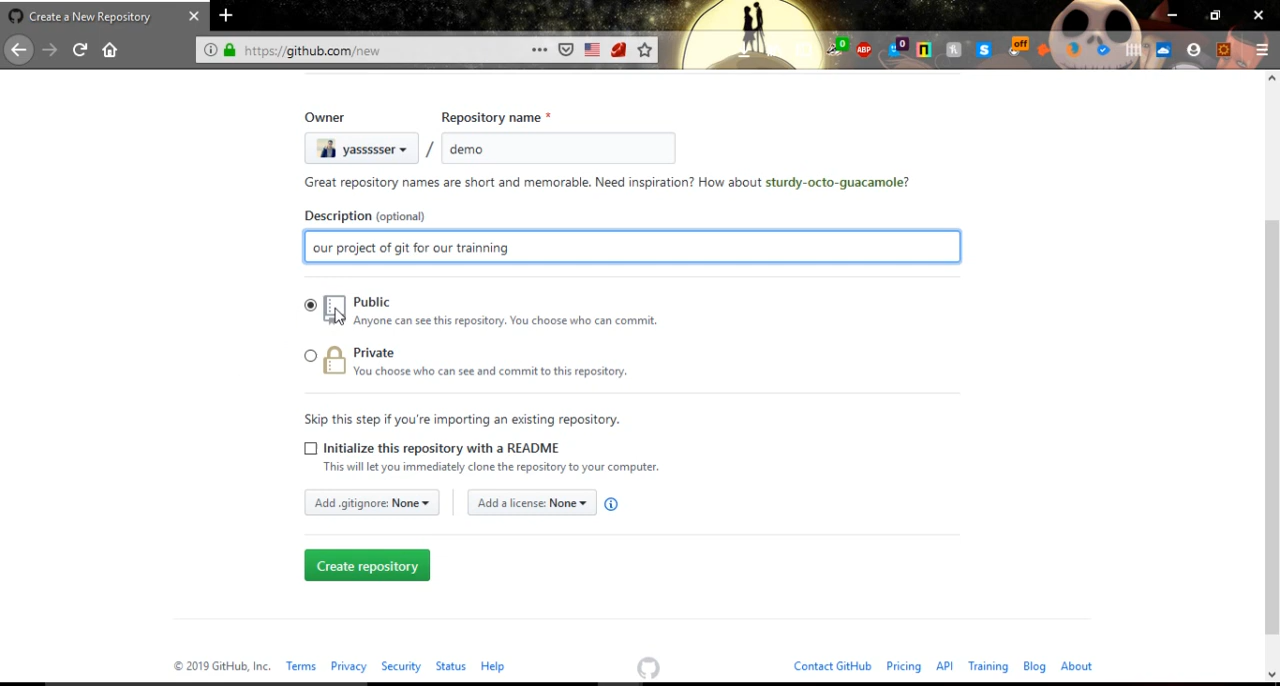 Create a New Repository
https://github.com/new
0
ABP
0
off
Owner
Repository name *
yassssser / demo
Great repository names are short and memorable. Need inspiration? How about sturdy-octo-guacamole?
Description (optional)
our project of git for our trainning
Public
Anyone can see this repository. You choose who can commit.
Private
You choose who can see and commit to this repository.
Skip this step if you're importing an existing repository.
Initialize this repository with a README
This will let you immediately clone the repository to your computer.
Add .gitignore: None
Add a license: None
Create repository
© 2019 GitHub, Inc. Terms Privacy Security Status Help
Contact GitHub Pricing API Training Blog About